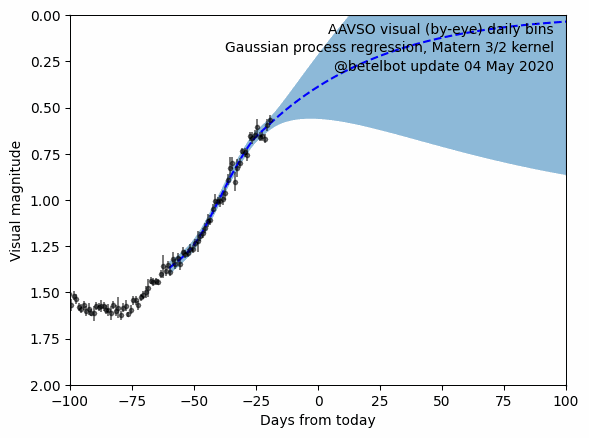 AAVSO visual (by-eye) daily bins
Gaussian process regression, Matern 3/2 kernel
@betelbot update 04 May 2020
0.00
0.25
0.50
0.75
1.00
1.25
1.50
1.75
2.00
Visual magnitude
−100 −75 −50 −25 0 25 50 75 100
Days from today